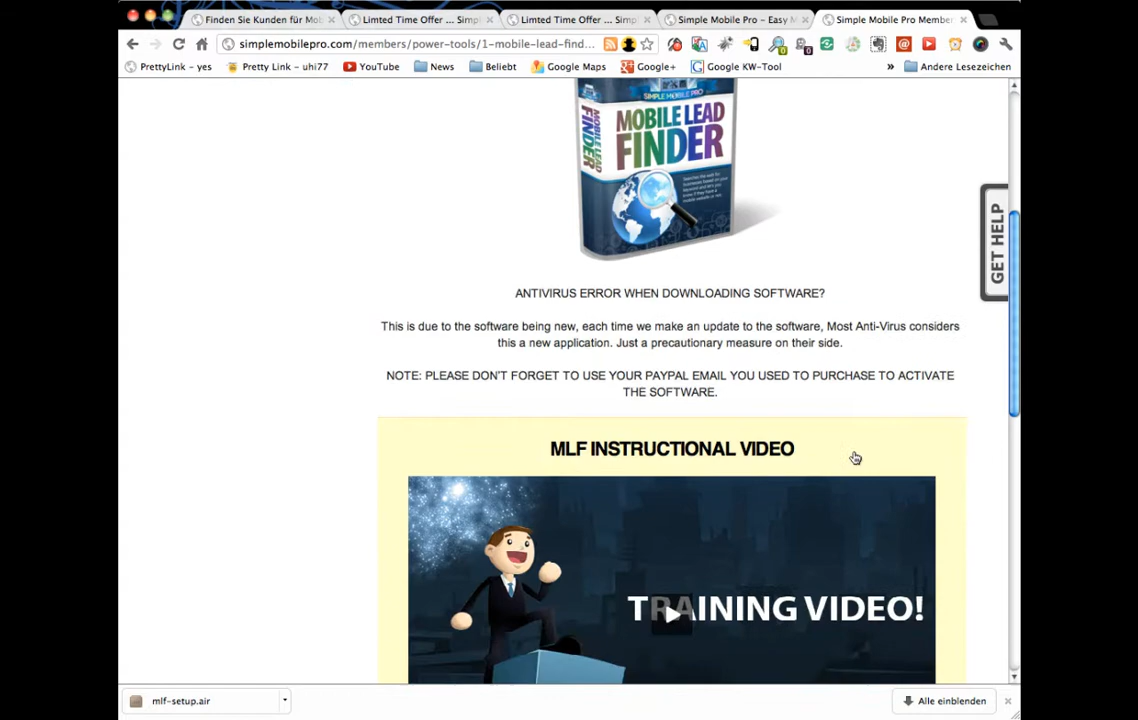 Finden Sie Kunden für Mob
Limted Time Offer ... Simpl
Limted Time Offer ... Simpl
Simple Mobile Pro – Easy M
Simple Mobile Pro Member
simplemobilepro.com/members/power-tools/1-mobile-lead-find...
PrettyLink - yes
Pretty Link - uhi77
YouTube
News
Beliebt
Google Maps
Google+
Google KW-Tool
»
Andere Lesezeichen
SIMPLE MOBILE PRO
MOBILE LEAD
FINDER
MOBILE LEAD
FINDER
GET HELP
ANTIVIRUS ERROR WHEN DOWNLOADING SOFTWARE?
This is due to the software being new, each time we make an update to the software, Most Anti-Virus considers
this a new application. Just a precautionary measure on their side.
NOTE: PLEASE DON'T FORGET TO USE YOUR PAYPAL EMAIL YOU USED TO PURCHASE TO ACTIVATE
THE SOFTWARE.
MLF INSTRUCTIONAL VIDEO
TRAINING VIDEO!
mlf-setup.air
Alle einblenden